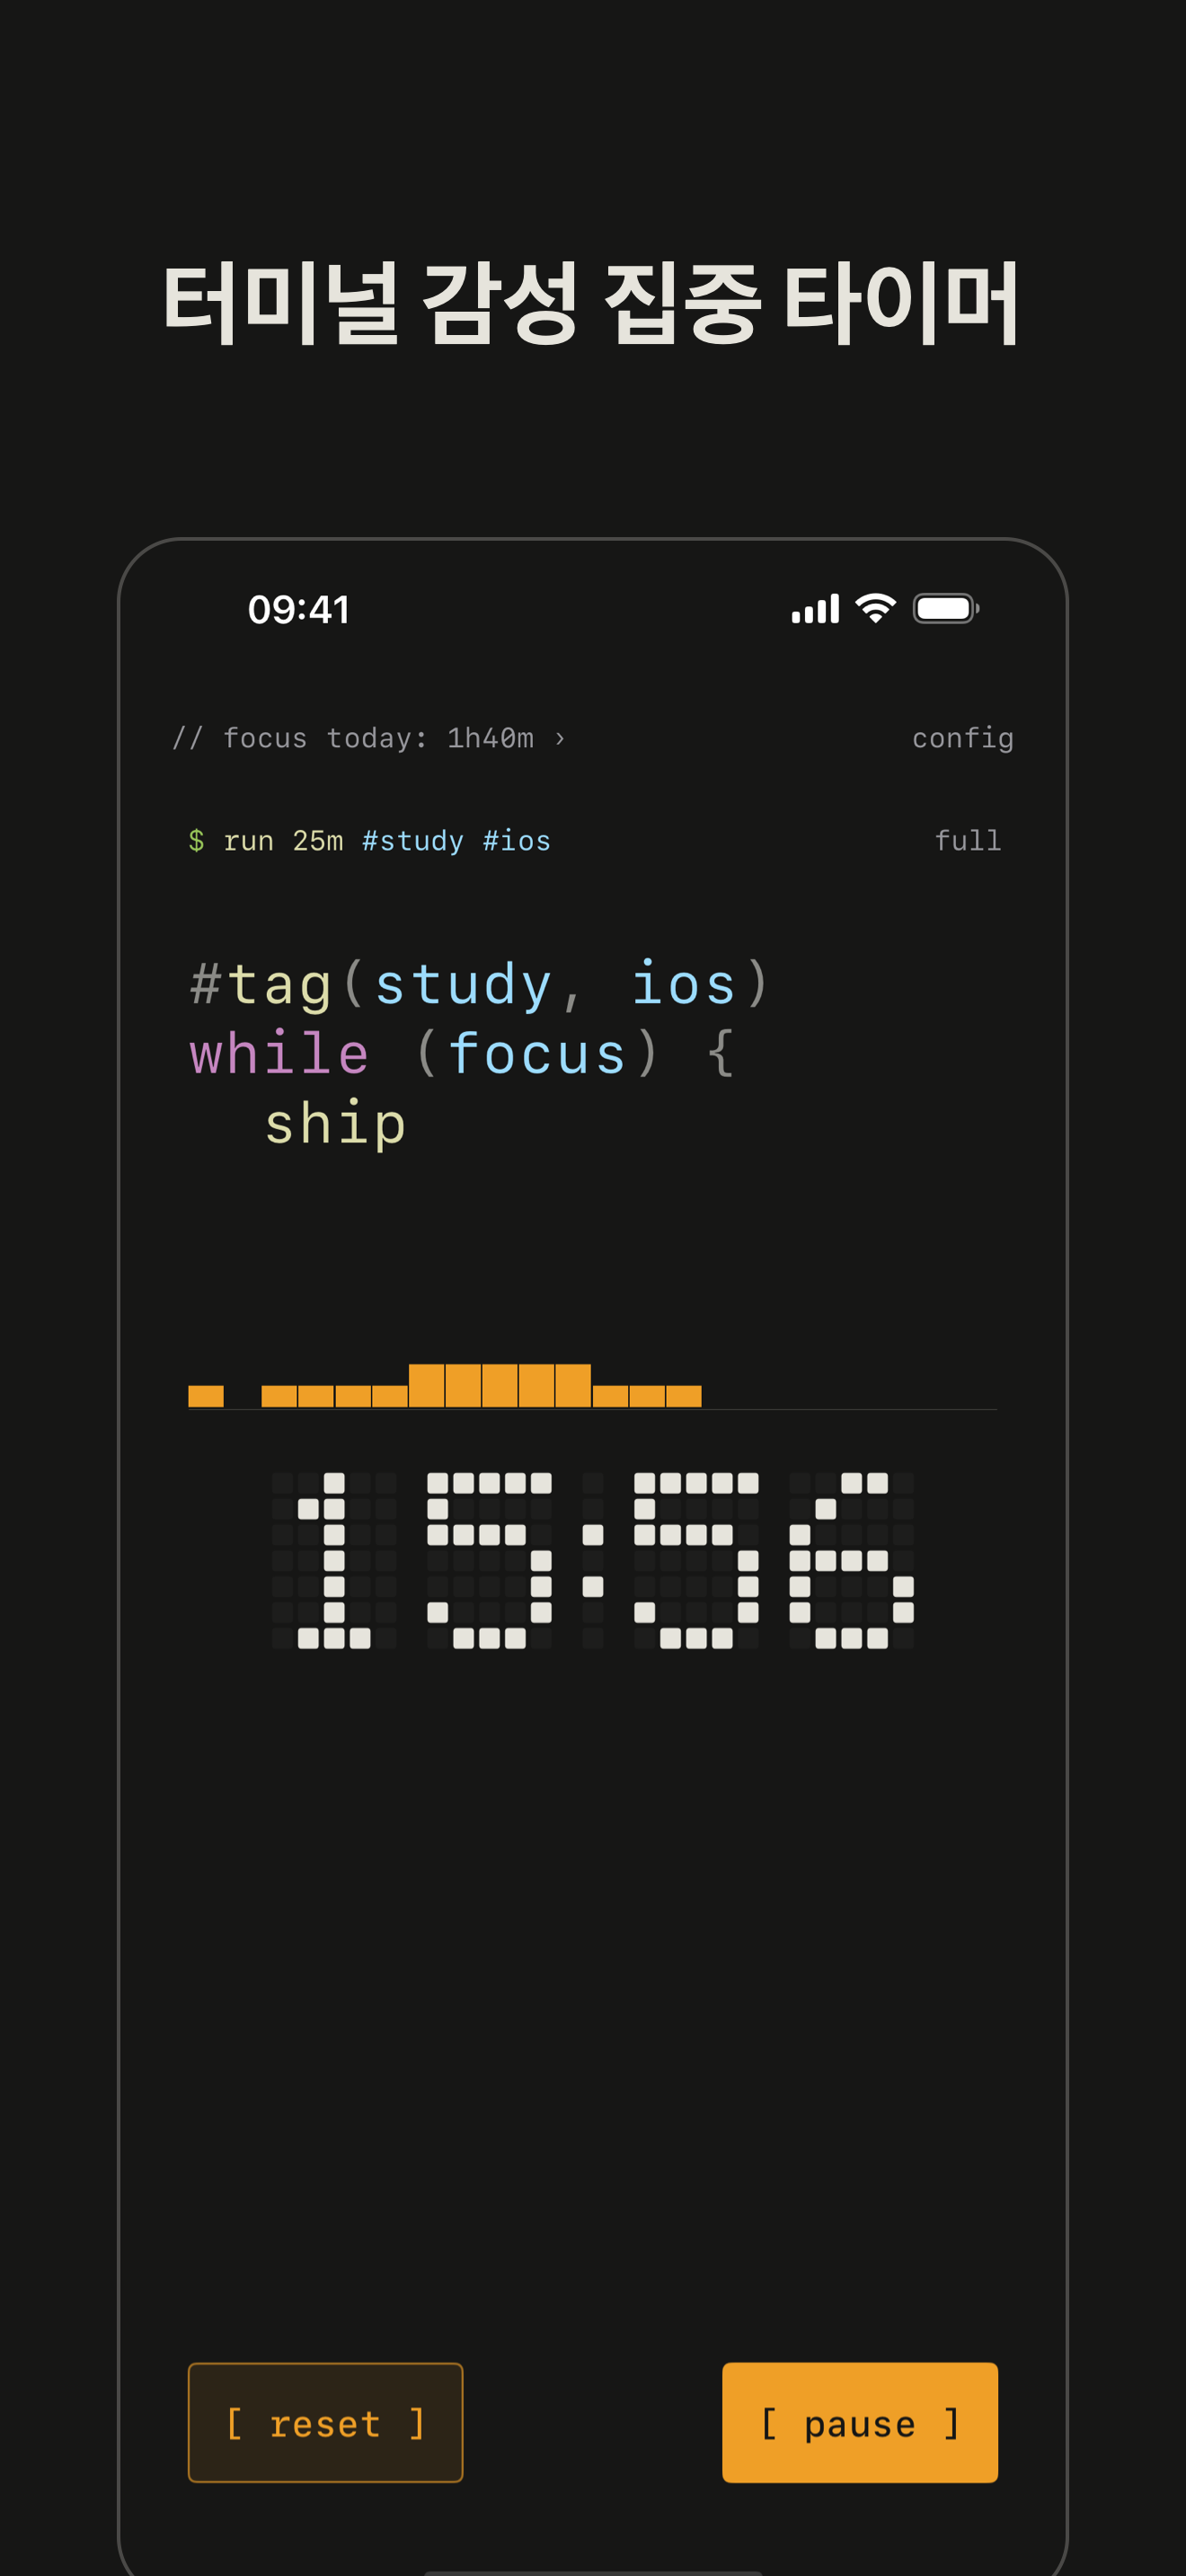 터미널 감성 집중 타이머
09:41
// focus today: 1h40m › config
$ run 25m #study #ios full
#tag(study, ios)
while (focus) {
  ship
15:56
[ reset ] [ pause ]